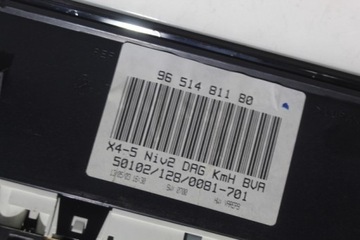 96 514 811 80
X4-5 Niv2 DAG KmH BVA
50102/128/0081-701